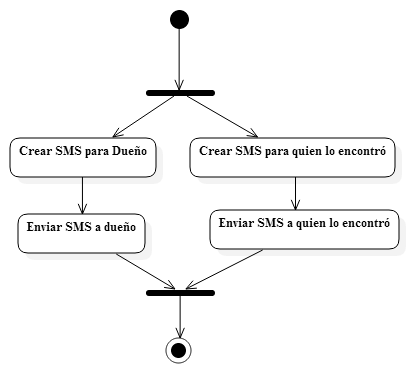 Crear SMS para Dueño
Crear SMS para quien lo encontró
Enviar SMS a dueño
Enviar SMS a quien lo encontró